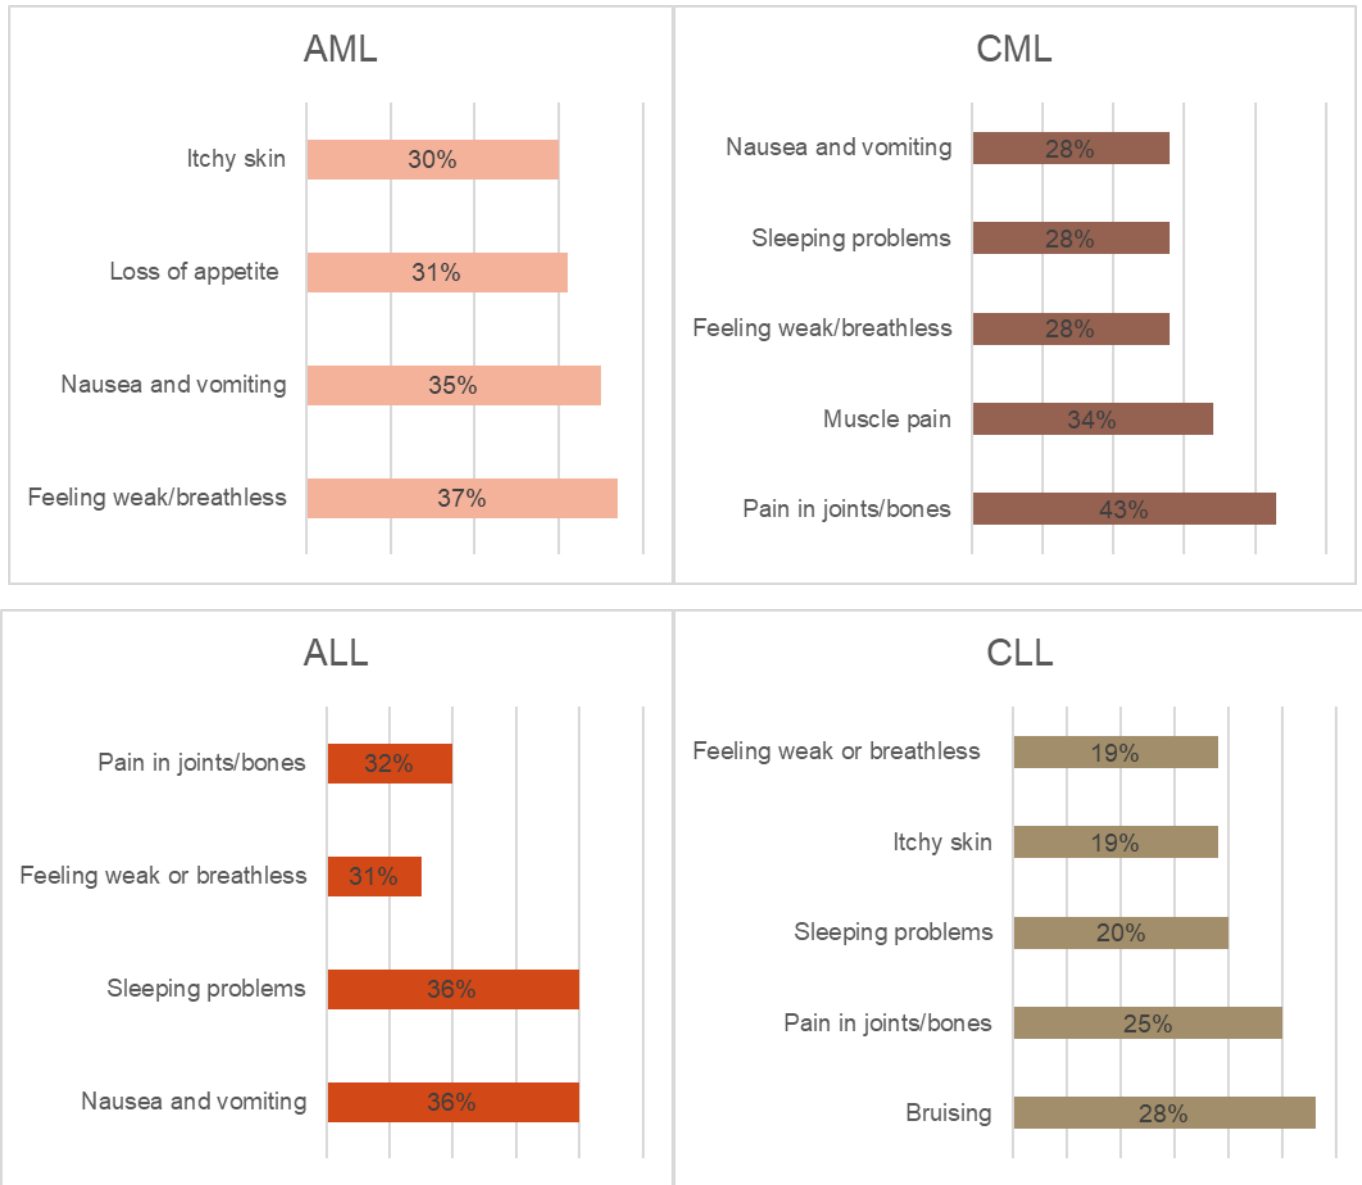 AML
Itchy skin 30%
Loss of appetite 31%
Nausea and vomiting 35%
Feeling weak/breathless 37%
CML
Nausea and vomiting 28%
Sleeping problems 28%
Feeling weak/breathless 28%
Muscle pain 34%
Pain in joints/bones 43%
ALL
Pain in joints/bones 32%
Feeling weak or breathless 31%
Sleeping problems 36%
Nausea and vomiting 36%
CLL
Feeling weak or breathless 19%
Itchy skin 19%
Sleeping problems 20%
Pain in joints/bones 25%
Bruising 28%